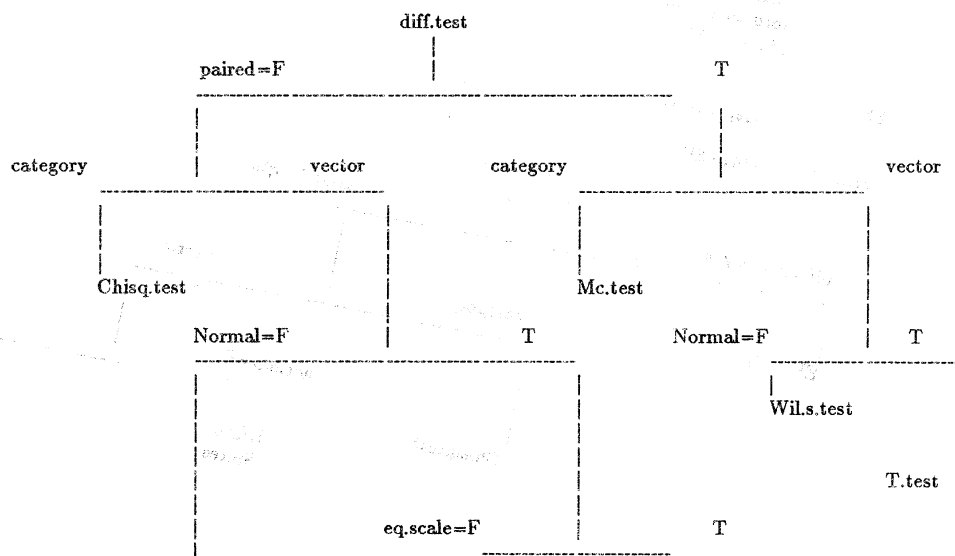 diff.test
paired=F T
category vector category vector
Chisq.test Mc.test
Normal=F T Normal=F T
Wil.s.test
T.test
eq.scale=F T